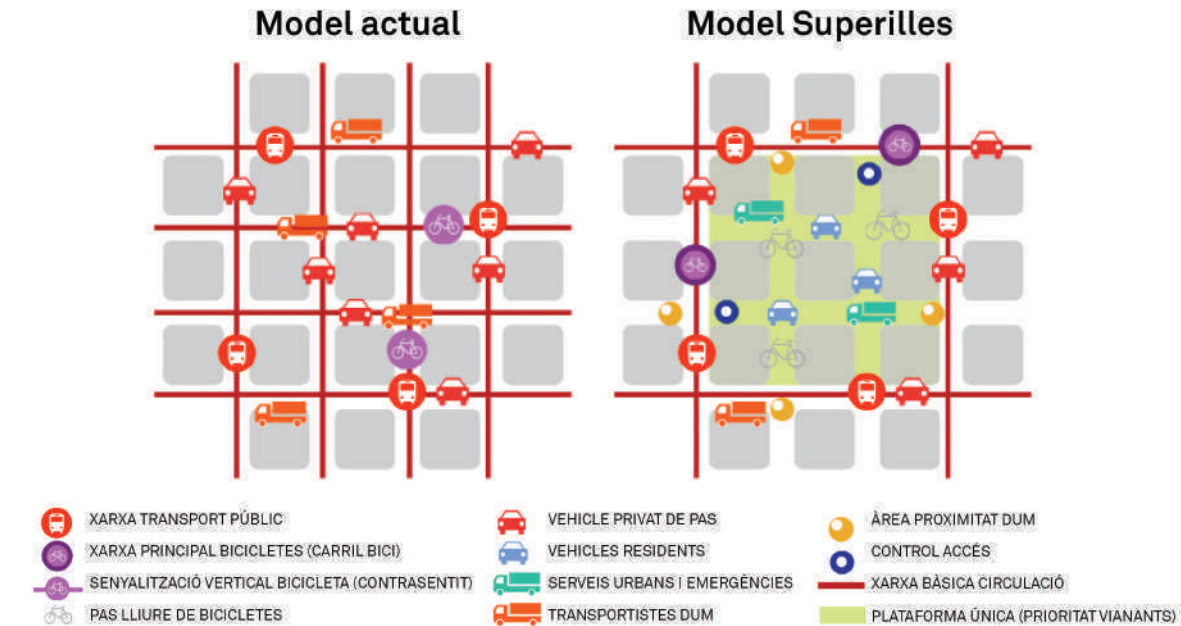 Model actual
Model Superilles
XARXA TRANSPORT PÚBLIC
XARXA PRINCIPAL BICICLETES (CARRIL BICI)
SENYALITZACIÓ VERTICAL BICICLETA (CONTRASENTIT)
PAS LLIURE DE BICICLETES
VEHICLE PRIVAT DE PAS
VEHICLES RESIDENTS
SERVEIS URBANS I EMERGÈNCIES
TRANSPORTISTES DUM
ÀREA PROXIMITAT DUM
CONTROL ACCÉS
XARXA BÀSICA CIRCULACIÓ
PLATAFORMA ÚNICA (PRIORITAT VIANANTS)